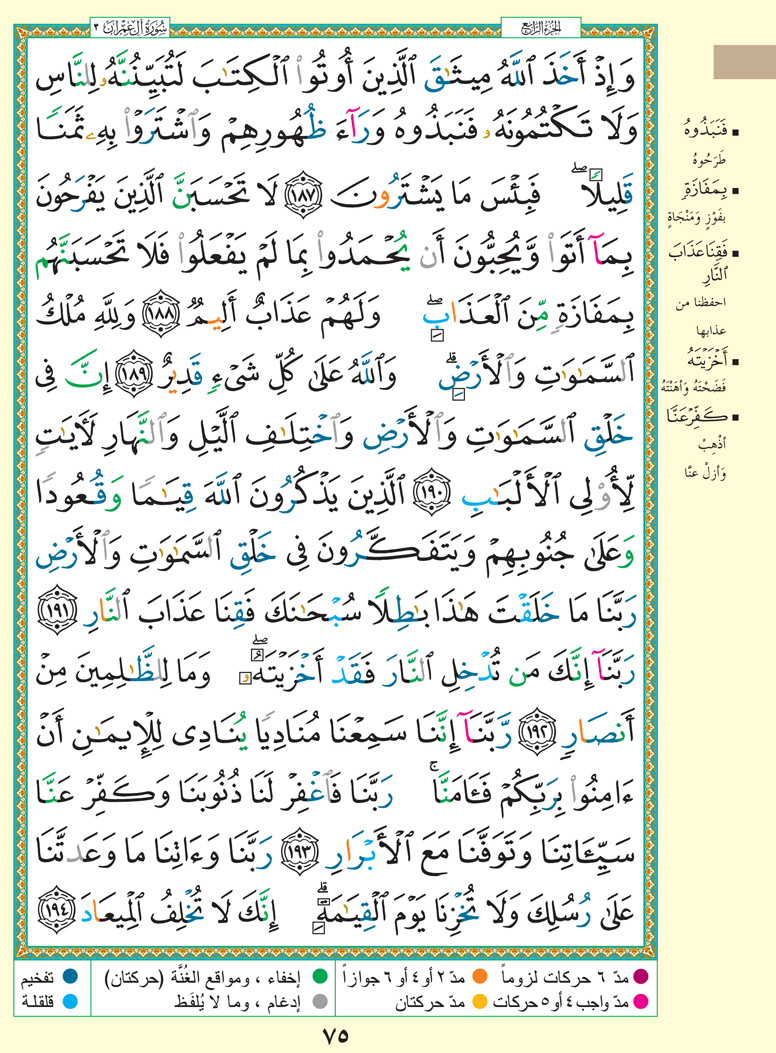 الجزء الرابع
سورة آل عمران ٣
وَإِذْ أَخَذَ ٱللَّهُ مِيثَٰقَ ٱلَّذِينَ أُوتُوا۟ ٱلْكِتَٰبَ لَتُبَيِّنُنَّهُۥ لِلنَّاسِ
وَلَا تَكْتُمُونَهُۥ فَنَبَذُوهُ وَرَآءَ ظُهُورِهِمْ وَٱشْتَرَوْا۟ بِهِۦ ثَمَنًا
قَلِيلًا ۖ فَبِئْسَ مَا يَشْتَرُونَ ١٨٧ لَا تَحْسَبَنَّ ٱلَّذِينَ يَفْرَحُونَ
بِمَآ أَتَوا۟ وَّيُحِبُّونَ أَن يُحْمَدُوا۟ بِمَا لَمْ يَفْعَلُوا۟ فَلَا تَحْسَبَنَّهُم
بِمَفَازَةٍ مِّنَ ٱلْعَذَابِ ۖ وَلَهُمْ عَذَابٌ أَلِيمٌ ١٨٨ وَلِلَّهِ مُلْكُ
ٱلسَّمَٰوَٰتِ وَٱلْأَرْضِ ۗ وَٱللَّهُ عَلَىٰ كُلِّ شَىْءٍ قَدِيرٌ ١٨٩ إِنَّ فِى
خَلْقِ ٱلسَّمَٰوَٰتِ وَٱلْأَرْضِ وَٱخْتِلَٰفِ ٱلَّيْلِ وَٱلنَّهَارِ لَءَايَٰتٍ
لِّأُو۟لِى ٱلْأَلْبَٰبِ ١٩٠ ٱلَّذِينَ يَذْكُرُونَ ٱللَّهَ قِيَٰمًا وَقُعُودًا
وَعَلَىٰ جُنُوبِهِمْ وَيَتَفَكَّرُونَ فِى خَلْقِ ٱلسَّمَٰوَٰتِ وَٱلْأَرْضِ
رَبَّنَا مَا خَلَقْتَ هَٰذَا بَٰطِلًا سُبْحَٰنَكَ فَقِنَا عَذَابَ ٱلنَّارِ ١٩١
رَبَّنَآ إِنَّكَ مَن تُدْخِلِ ٱلنَّارَ فَقَدْ أَخْزَيْتَهُۥ ۖ وَمَا لِلظَّٰلِمِينَ مِنْ
أَنصَارٍ ١٩٢ رَّبَّنَآ إِنَّنَا سَمِعْنَا مُنَادِيًا يُنَادِى لِلْإِيمَٰنِ أَنْ
ءَامِنُوا۟ بِرَبِّكُمْ فَـَٔامَنَّا ۚ رَبَّنَا فَٱغْفِرْ لَنَا ذُنُوبَنَا وَكَفِّرْ عَنَّا
سَيِّـَٔاتِنَا وَتَوَفَّنَا مَعَ ٱلْأَبْرَارِ ١٩٣ رَبَّنَا وَءَاتِنَا مَا وَعَدتَّنَا
عَلَىٰ رُسُلِكَ وَلَا تُخْزِنَا يَوْمَ ٱلْقِيَٰمَةِ ۗ إِنَّكَ لَا تُخْلِفُ ٱلْمِيعَادَ ١٩٤
فَنَبَذُوهُ
طَرَحُوهُ
بِمَفَازَةٍ
بفَوْزٍ وَمَنْجَاةٍ
فَقِنَا عَذَابَ
ٱلنَّارِ
احفظنا من
عذابها
أَخْزَيْتَهُ
فَضَحْتَهُ وَأهَنْتَهُ
كَفِّرْ عَنَّا
أذْهِبْ
وَأزِلْ عنَّا
مدّ ٦ حركات لزوماً
مدّ ٢ أو ٤ أو ٦ جوازاً
إخفاء ، ومواقع الغُنَّة (حركتان)
تفخيم
مدّ واجب ٤ أو ٥ حركات
مدّ حركتان
إدغام ، وما لا يُلفَظ
قلقلة
٧٥